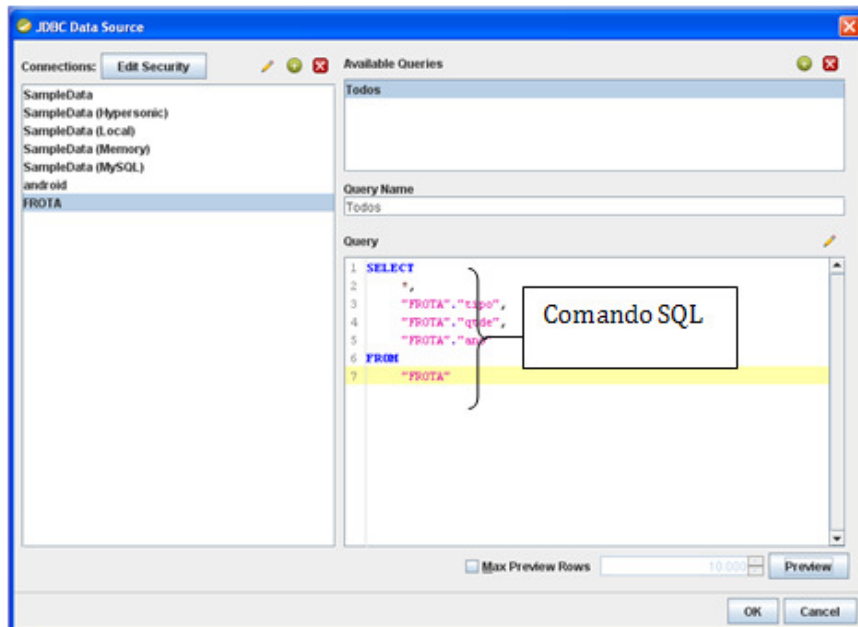 JDBC Data Source
Connections: Edit Security
SampleData
SampleData (Hypersonic)
SampleData (Local)
SampleData (Memory)
SampleData (MySQL)
android
FROTA
Available Queries
Todos
Query Name
Todos
Query
1 SELECT
2 *,
3 "FROTA"."tipo",
4 "FROTA"."qtde",
5 "FROTA"."ano"
6 FROM
7 "FROTA"
Comando SQL
Max Preview Rows 10.000 Preview
OK Cancel